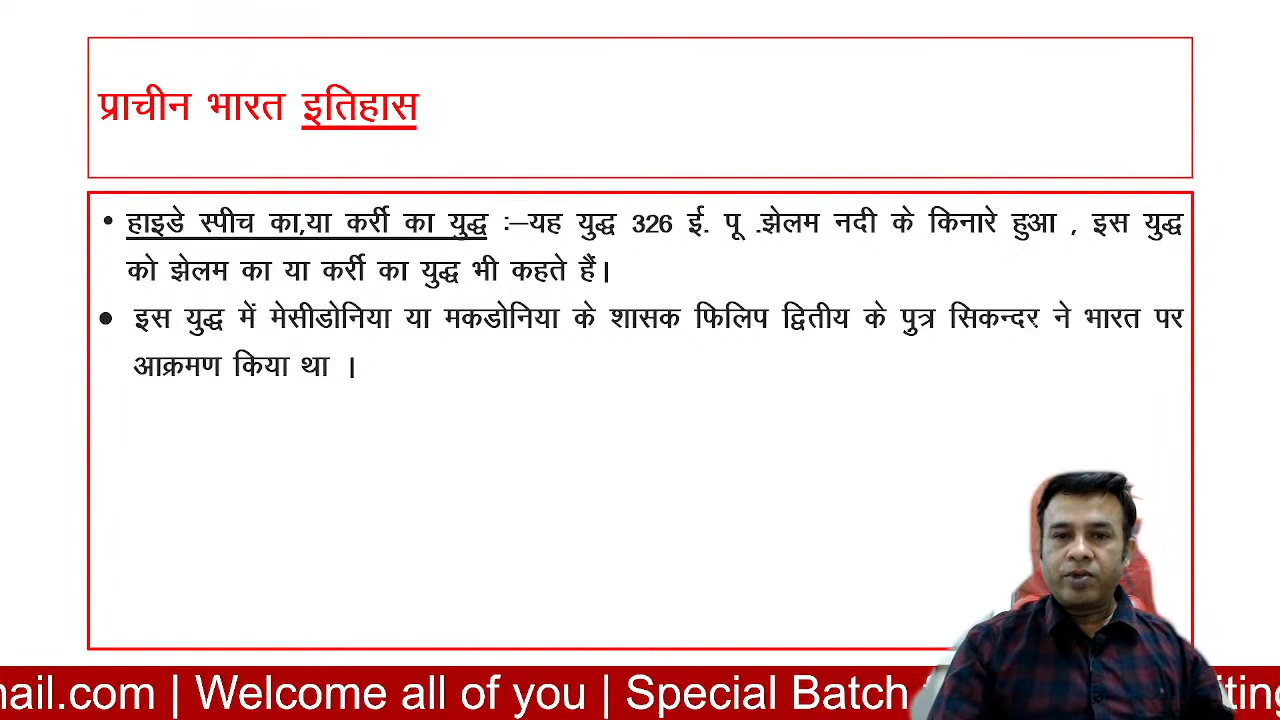 प्राचीन भारत इतिहास
• हाइडे स्पीच का,या कर्री का युद्ध :–यह युद्ध 326 ई. पू .झेलम नदी के किनारे हुआ , इस युद्ध
को झेलम का या कर्री का युद्ध भी कहते हैं।
• इस युद्ध में मेसीडोनिया या मकडोनिया के शासक फिलिप द्वितीय के पुत्र सिकन्दर ने भारत पर
आक्रमण किया था ।
mail.com | Welcome all of you | Special Batch